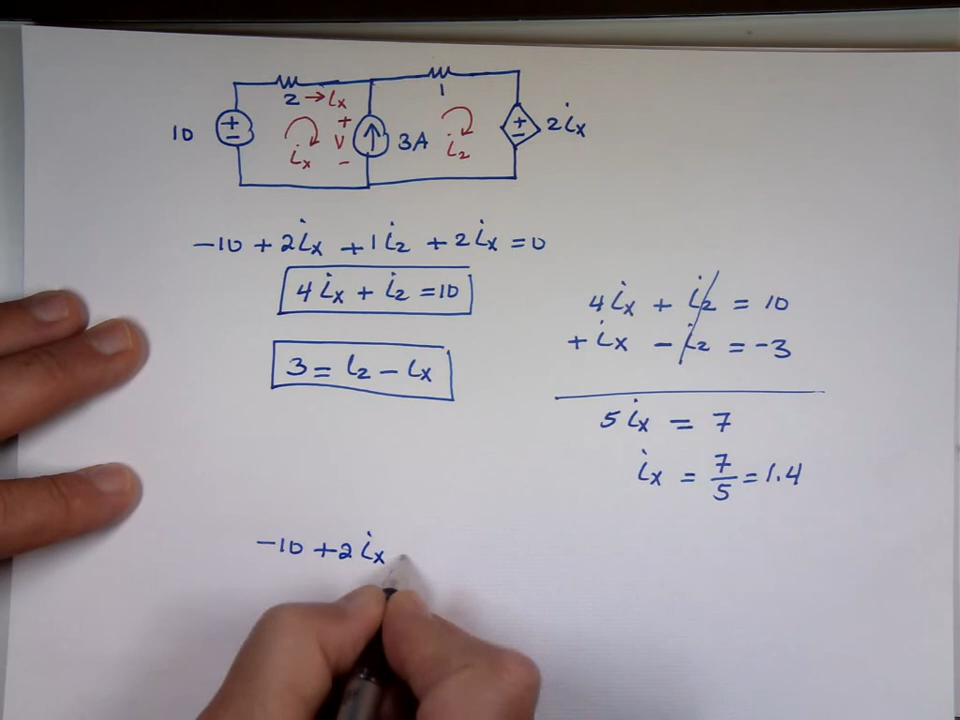 2 → ix
1
10 + − ix + V − 3A i2 + − 2ix
−10 + 2ix + 1i2 + 2ix = 0
4ix + i2 = 10
3 = i2 − ix
4ix + i2 = 10
+ix − i2 = −3
5ix = 7
ix = 7/5 = 1.4
−10 + 2ix